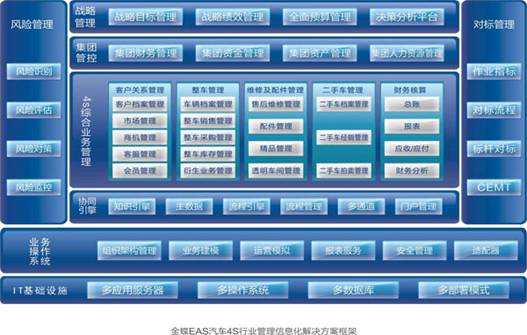 风险管理
风险识别
风险评估
风险对策
风险监控
战略管理
战略目标管理
战略绩效管理
全面预算管理
决策分析平台
集团管控
集团财务管理
集团资金管理
集团资产管理
集团人力资源管理
4s综合业务管理
客户关系管理
客户档案管理
市场管理
商机管理
客服管理
会员管理
整车管理
车辆档案管理
整车销售管理
整车采购管理
整车库存管理
衍生业务管理
维修及配件管理
售后维修管理
配件管理
精品管理
透明车间管理
二手车管理
二手车档案管理
二手车经销管理
二手车拍卖管理
财务核算
总账
报表
应收/应付
财务分析
协同引擎
知识引擎
主数据
流程引擎
流程管理
多通道
门户管理
对标管理
作业指标
对标流程
标杆对标
CEMT
业务操作系统
组织架构管理
业务建模
运营模拟
报表服务
安全管理
适配器
IT基础设施
多应用服务器
多操作系统
多数据库
多部署模式
金蝶EAS汽车4S行业管理信息化解决方案框架